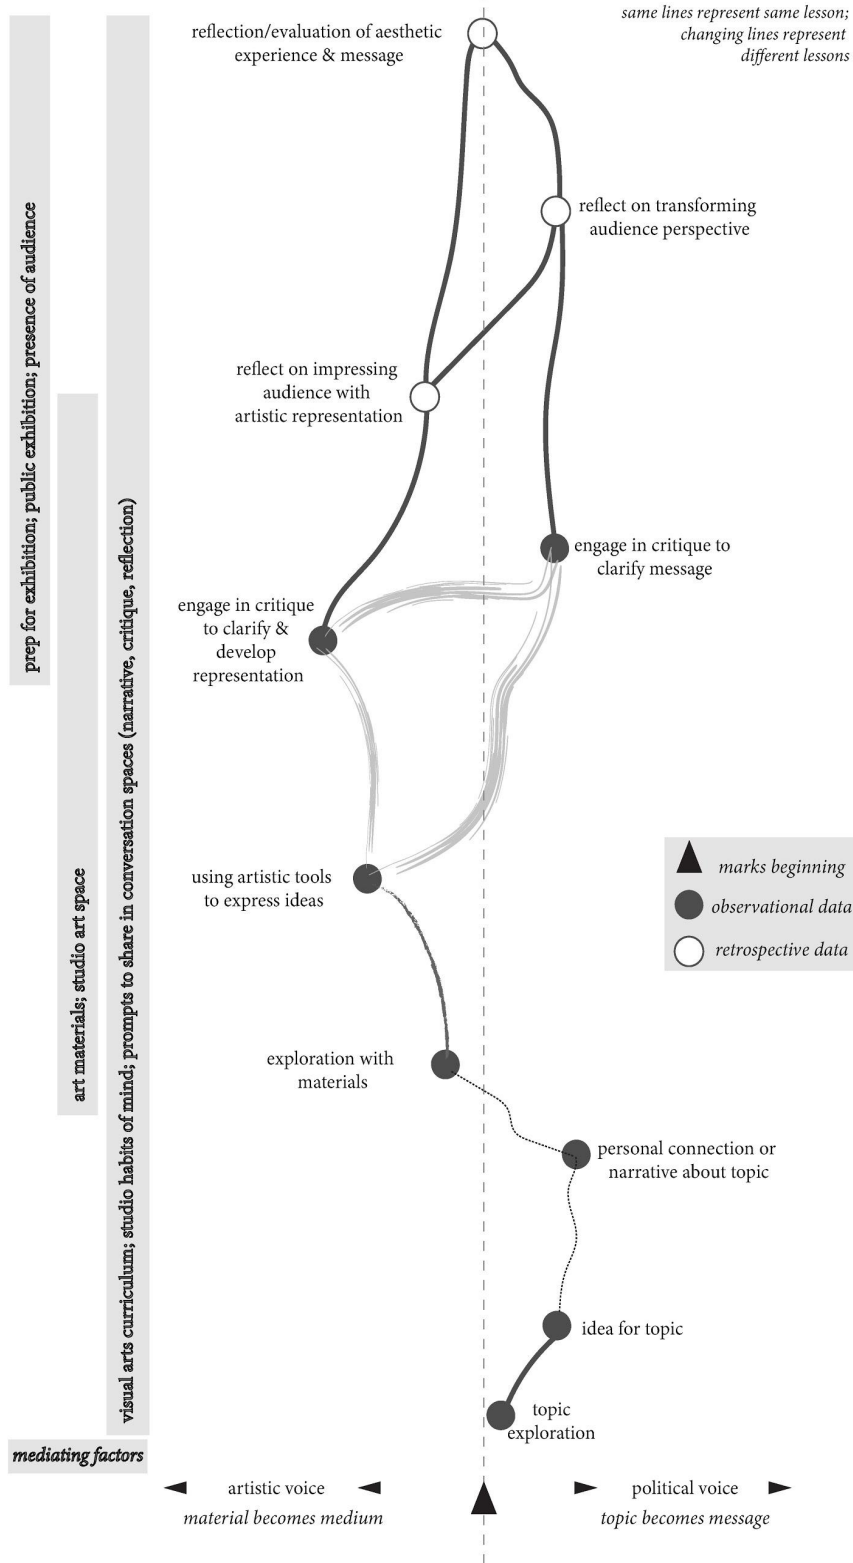 same lines represent same lesson;
changing lines represent
different lessons
reflection/evaluation of aesthetic
experience & message
reflect on transforming
audience perspective
reflect on impressing
audience with
artistic representation
engage in critique to
clarify message
engage in critique
to clarify &
develop
representation
using artistic tools
to express ideas
exploration with
materials
personal connection or
narrative about topic
idea for topic
topic
exploration
prep for exhibition; public exhibition; presence of audience
art materials; studio art space
visual arts curriculum; studio habits of mind; prompts to share in conversation spaces (narrative, critique, reflection)
mediating factors
marks beginning
observational data
retrospective data
artistic voice
material becomes medium
political voice
topic becomes message